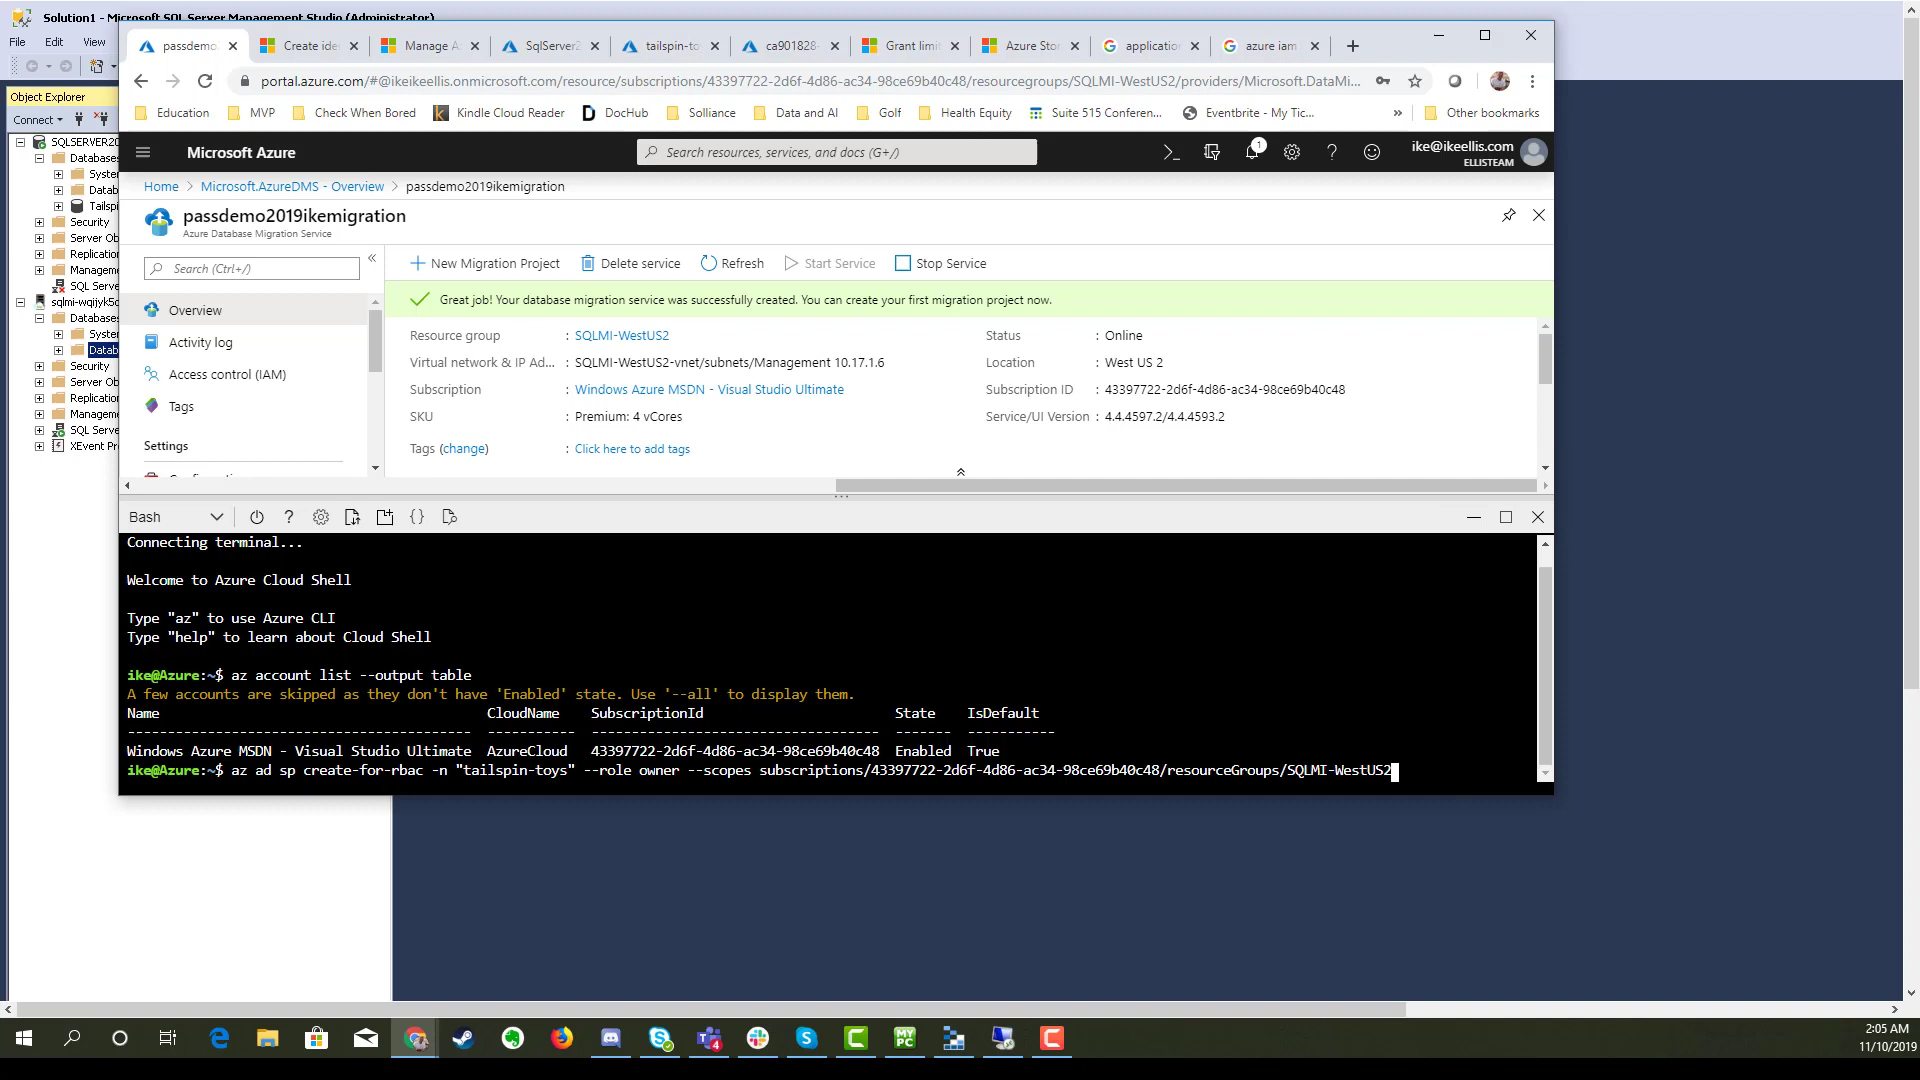 Solution1 - Microsoft SQL Server Management Studio (Administrator)
File Edit View
Object Explorer
Connect
SQLSERVER20
Databases
Syste
Datab
Tailsp
Security
Server Ob
Replication
Managem
SQL Serve
sqlmi-wqijyk5d
Databases
Syste
Datab
Security
Server Ob
Replication
Managem
SQL Serve
XEvent Pr
passdemo
Create ide
Manage A
SqlServer2
tailspin-to
ca901828-
Grant limit
Azure Stor
application
azure iam
portal.azure.com/#@ikeikeellis.onmicrosoft.com/resource/subscriptions/43397722-2d6f-4d86-ac34-98ce69b40c48/resourcegroups/SQLMI-WestUS2/providers/Microsoft.DataMi...
Education MVP Check When Bored Kindle Cloud Reader DocHub Solliance Data and AI Golf Health Equity Suite 515 Conferen... Eventbrite - My Tic... » Other bookmarks
Microsoft Azure
Search resources, services, and docs (G+/)
1
ike@ikeellis.com
ELLISTEAM
Home > Microsoft.AzureDMS - Overview > passdemo2019ikemigration
passdemo2019ikemigration
Azure Database Migration Service
Search (Ctrl+/)
«
Overview
Activity log
Access control (IAM)
Tags
Settings
New Migration Project Delete service Refresh Start Service Stop Service
Great job! Your database migration service was successfully created. You can create your first migration project now.
Resource group : SQLMI-WestUS2
Virtual network & IP Ad... : SQLMI-WestUS2-vnet/subnets/Management 10.17.1.6
Subscription : Windows Azure MSDN - Visual Studio Ultimate
SKU : Premium: 4 vCores
Tags (change) : Click here to add tags
Status : Online
Location : West US 2
Subscription ID : 43397722-2d6f-4d86-ac34-98ce69b40c48
Service/UI Version : 4.4.4597.2/4.4.4593.2
Bash
Connecting terminal...
Welcome to Azure Cloud Shell
Type "az" to use Azure CLI
Type "help" to learn about Cloud Shell
ike@Azure:~$ az account list --output table
A few accounts are skipped as they don't have 'Enabled' state. Use '--all' to display them.
Name CloudName SubscriptionId State IsDefault
------------------------------------------- ----------- ------------------------------------ ------- -----------
Windows Azure MSDN - Visual Studio Ultimate AzureCloud 43397722-2d6f-4d86-ac34-98ce69b40c48 Enabled True
ike@Azure:~$ az ad sp create-for-rbac -n "tailspin-toys" --role owner --scopes subscriptions/43397722-2d6f-4d86-ac34-98ce69b40c48/resourceGroups/SQLMI-WestUS2
4
MY PC
2:05 AM
11/10/2019